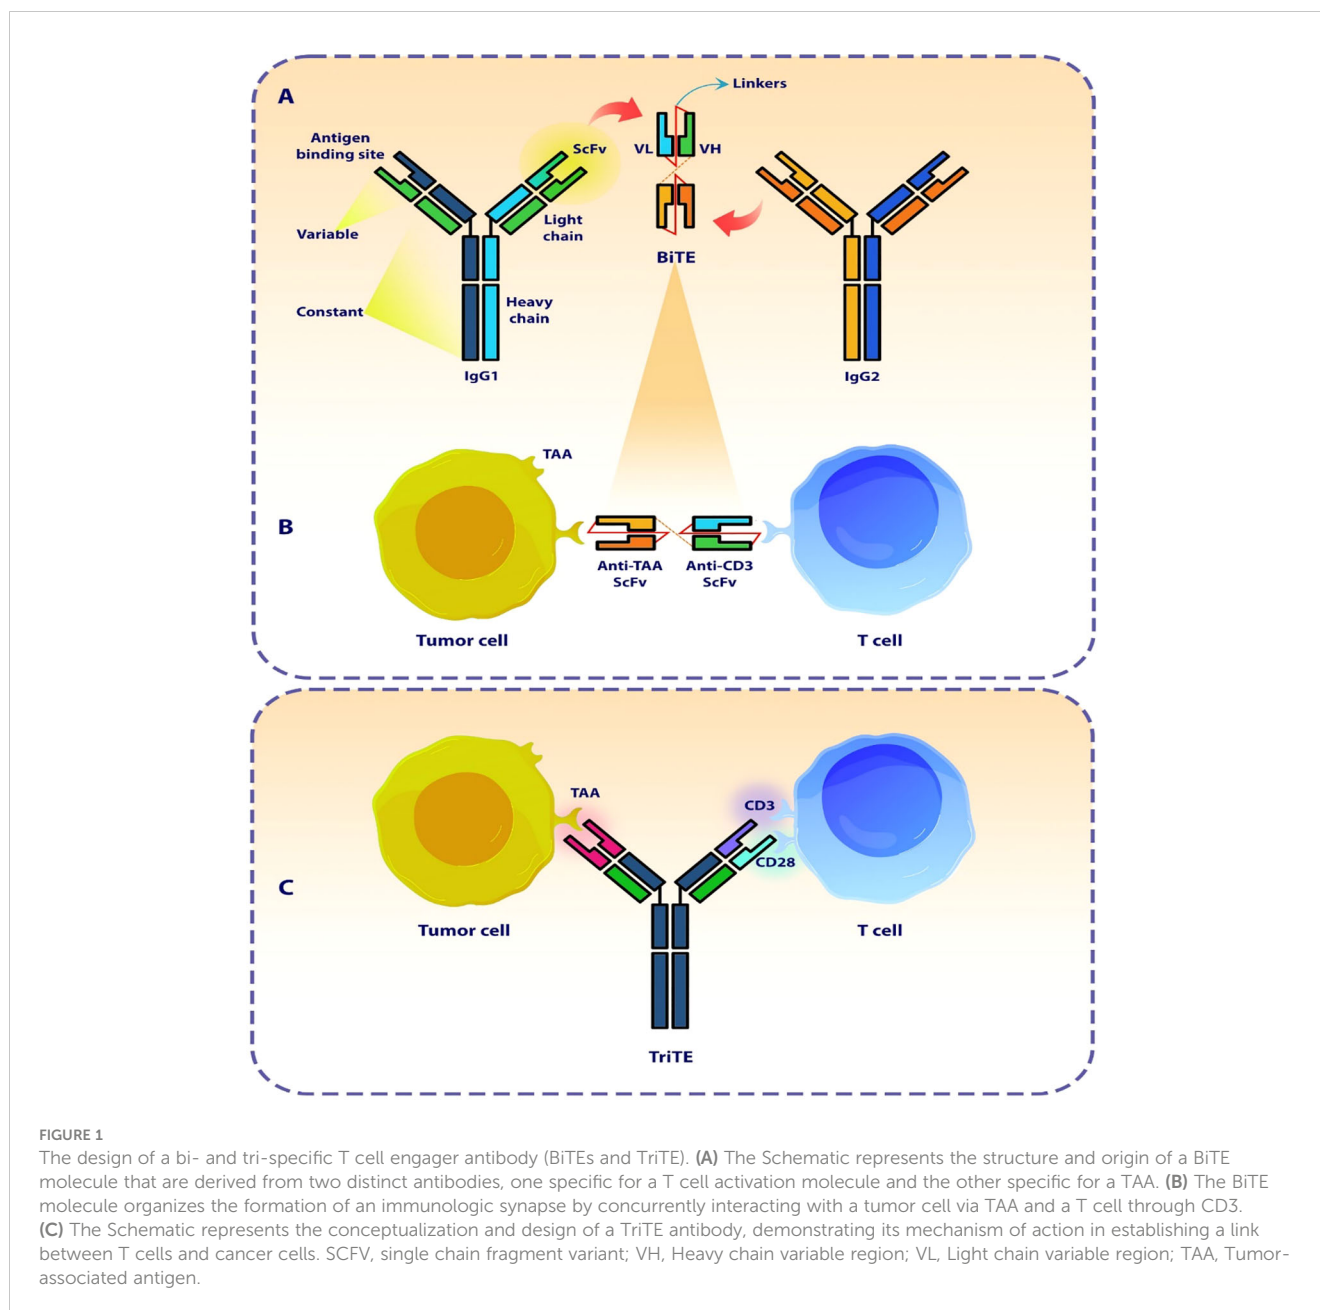 A
Linkers
Antigen
binding site
ScFv
VL
VH
Light
chain
Variable
BiTE
Constant
Heavy
chain
IgG1
IgG2
TAA
B
Anti-TAA
ScFv
Anti-CD3
ScFv
Tumor cell
T cell
TAA
CD3
CD28
C
Tumor cell
T cell
TriTE
FIGURE 1
The design of a bi- and tri-specific T cell engager antibody (BiTEs and TriTE). (A) The Schematic represents the structure and origin of a BiTE
molecule that are derived from two distinct antibodies, one specific for a T cell activation molecule and the other specific for a TAA. (B) The BiTE
molecule organizes the formation of an immunologic synapse by concurrently interacting with a tumor cell via TAA and a T cell through CD3.
(C) The Schematic represents the conceptualization and design of a TriTE antibody, demonstrating its mechanism of action in establishing a link
between T cells and cancer cells. SCFV, single chain fragment variant; VH, Heavy chain variable region; VL, Light chain variable region; TAA, Tumor-
associated antigen.